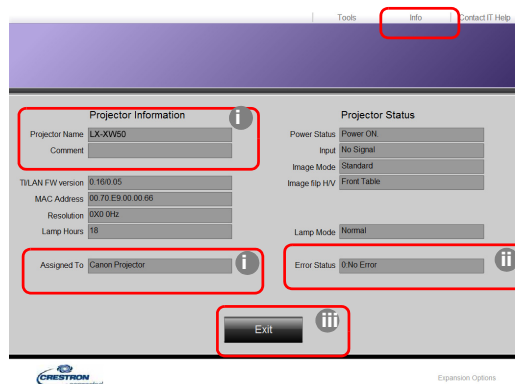 Tools Info Contact IT Help
Projector Information Projector Status
i
Projector Name LX-XW50 Power Status Power ON.
Comment Input No Signal
Image Mode Standard
TI/LAN FW version 0.16/0.05 Image filp H/V Front Table
MAC Address 00.70.E9.00.00.66
Resolution 0X0 0Hz
Lamp Hours 18 Lamp Mode Normal
Assigned To Canon Projector i Error Status 0:No Error ii
Exit iii
CRESTRON
connected
Expansion Options